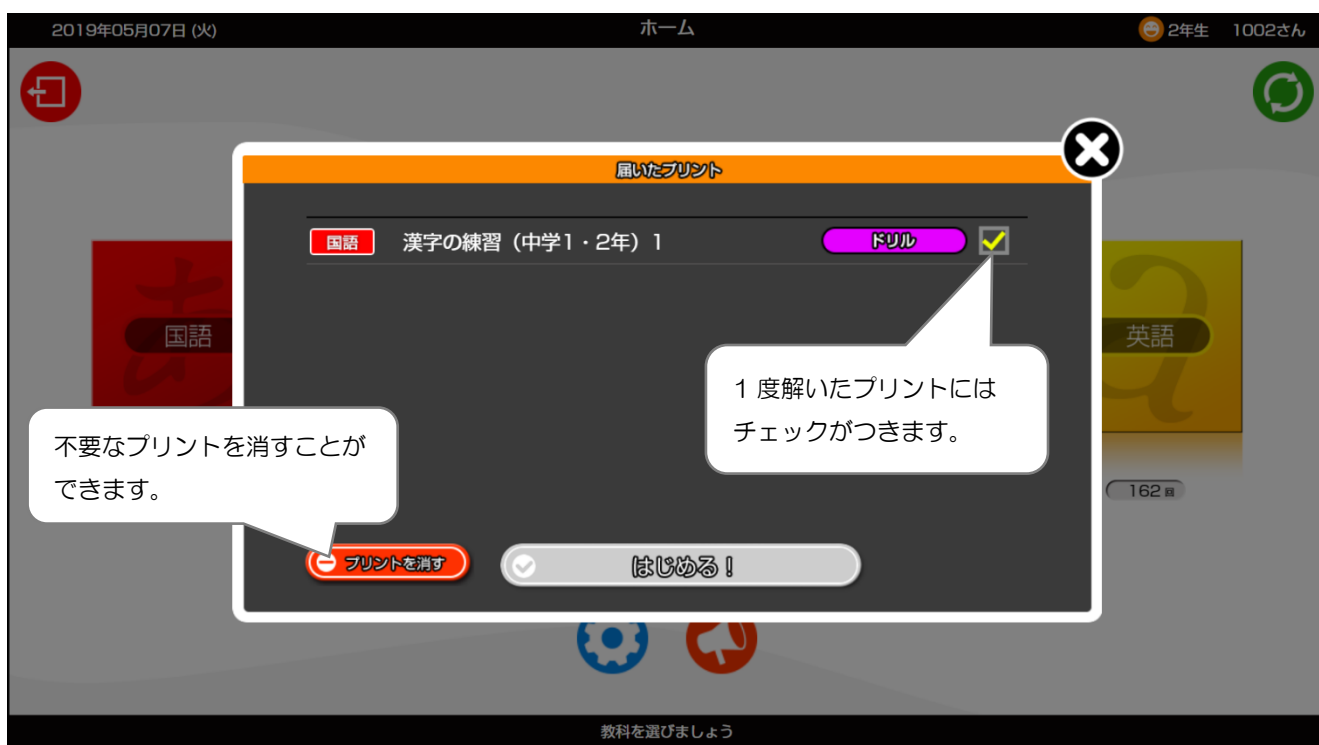 2019年05月07日 (火) ホーム 2年生 1002さん
届いたプリント
国語 漢字の練習（中学1・2年）1 ドリル
国語
英語
1 度解いたプリントには
チェックがつきます。
不要なプリントを消すことが
できます。
162回
プリントを消す
はじめる！
教科を選びましょう